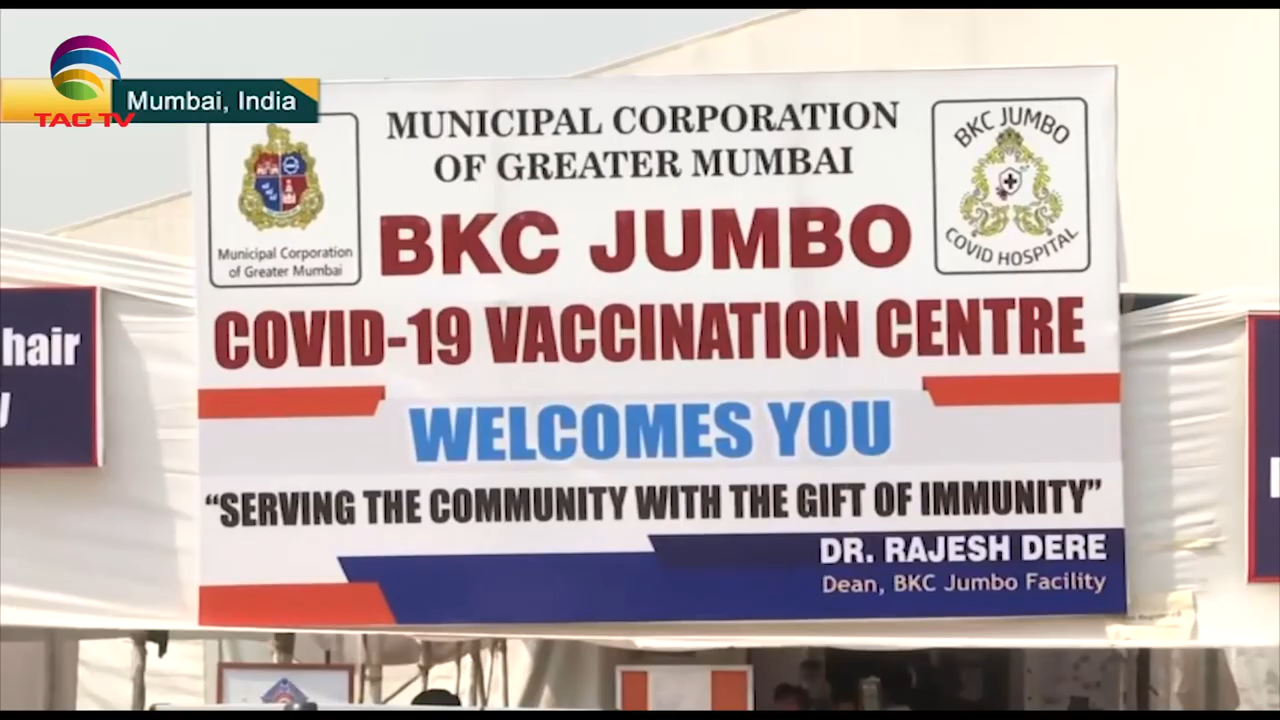 Mumbai, India
TAG TV
Municipal Corporation
of Greater Mumbai
MUNICIPAL CORPORATION
OF GREATER MUMBAI
BKC JUMBO
COVID HOSPITAL
BKC JUMBO
COVID-19 VACCINATION CENTRE
WELCOMES YOU
“SERVING THE COMMUNITY WITH THE GIFT OF IMMUNITY”
DR. RAJESH DERE
Dean, BKC Jumbo Facility
hair